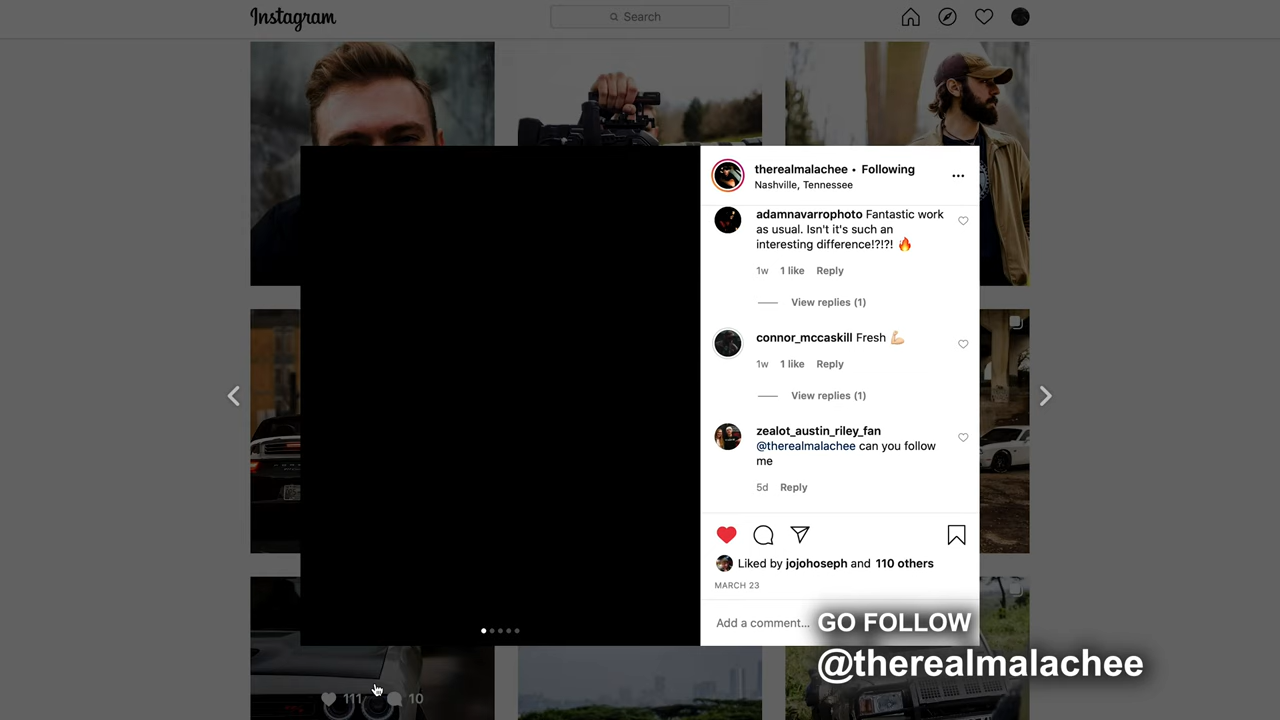 Instagram
Search
therealmalachee • Following
Nashville, Tennessee
adamnavarrophoto Fantastic work
as usual. Isn't it's such an
interesting difference!?!?! 🔥
1w 1 like Reply
View replies (1)
connor_mccaskill Fresh 💪🏻
1w 1 like Reply
View replies (1)
zealot_austin_riley_fan
@therealmalachee can you follow
me
5d Reply
Liked by jojohoseph and 110 others
MARCH 23
Add a comment...
GO FOLLOW
@therealmalachee
111 10